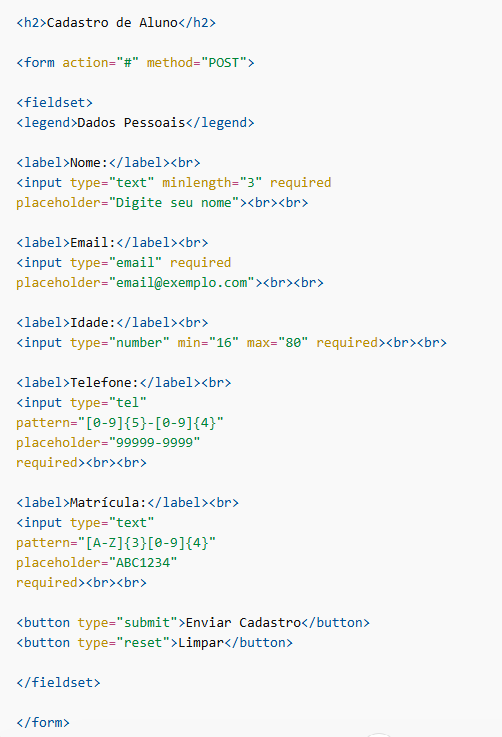 <h2>Cadastro de Aluno</h2>
<form action="#" method="POST">
<fieldset>
<legend>Dados Pessoais</legend>
<label>Nome:</label><br>
<input type="text" minlength="3" required
placeholder="Digite seu nome"><br><br>
<label>Email:</label><br>
<input type="email" required
placeholder="email@exemplo.com"><br><br>
<label>Idade:</label><br>
<input type="number" min="16" max="80" required><br><br>
<label>Telefone:</label><br>
<input type="tel"
pattern="[0-9]{5}-[0-9]{4}"
placeholder="99999-9999"
required><br><br>
<label>Matrícula:</label><br>
<input type="text"
pattern="[A-Z]{3}[0-9]{4}"
placeholder="ABC1234"
required><br><br>
<button type="submit">Enviar Cadastro</button>
<button type="reset">Limpar</button>
</fieldset>
</form>